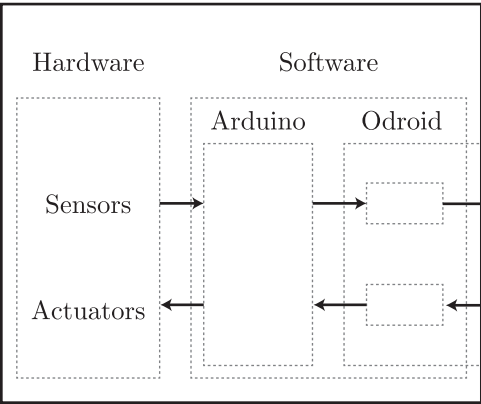 Hardware
Software
Arduino
Odroid
Sensors
Actuators